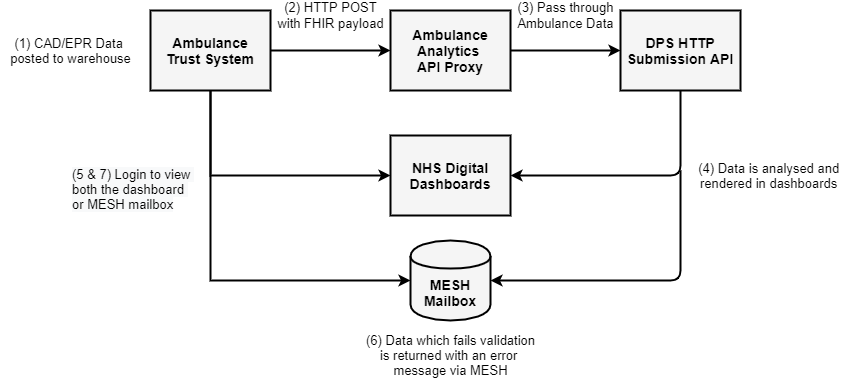 (1) CAD/EPR Data
posted to warehouse
Ambulance
Trust System
(2) HTTP POST
with FHIR payload
Ambulance
Analytics
API Proxy
(3) Pass through
Ambulance Data
DPS HTTP
Submission API
(5 & 7) Login to view
both the dashboard
or MESH mailbox
NHS Digital
Dashboards
(4) Data is analysed and
rendered in dashboards
MESH
Mailbox
(6) Data which fails validation
is returned with an error
message via MESH